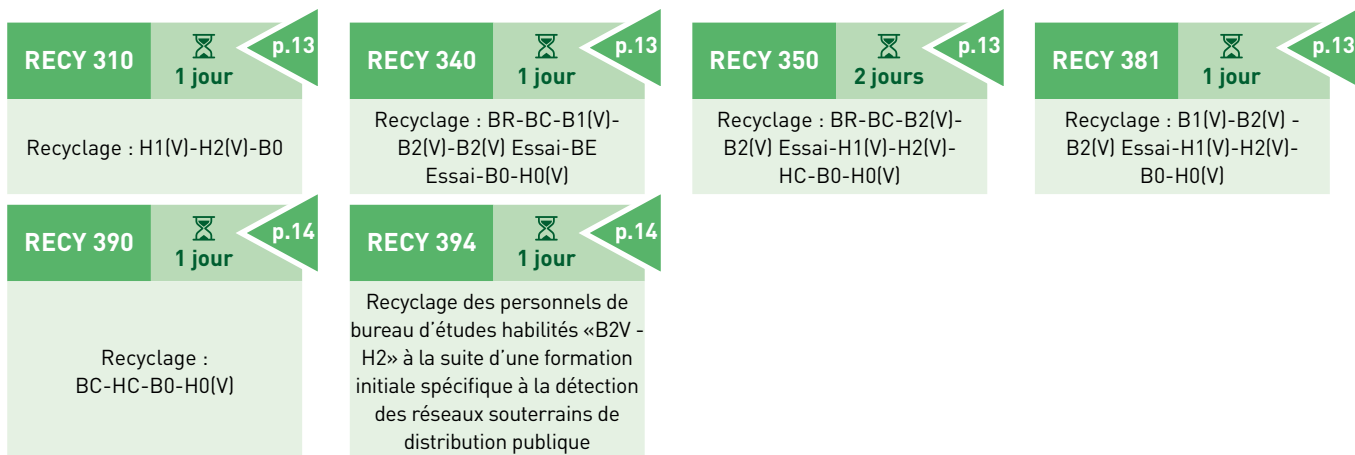 RECY 310
1 jour
p.13
Recyclage : H1(V)-H2(V)-B0
RECY 340
1 jour
p.13
Recyclage : BR-BC-B1(V)-
B2(V)-B2(V) Essai-BE
Essai-B0-H0(V)
RECY 350
2 jours
p.13
Recyclage : BR-BC-B2(V)-
B2(V) Essai-H1(V)-H2(V)-
HC-B0-H0(V)
RECY 381
1 jour
p.13
Recyclage : B1(V)-B2(V) -
B2(V) Essai-H1(V)-H2(V)-
B0-H0(V)
RECY 390
1 jour
p.14
Recyclage :
BC-HC-B0-H0(V)
RECY 394
1 jour
p.14
Recyclage des personnels de
bureau d’études habilités «B2V -
H2» à la suite d’une formation
initiale spécifique à la détection
des réseaux souterrains de
distribution publique